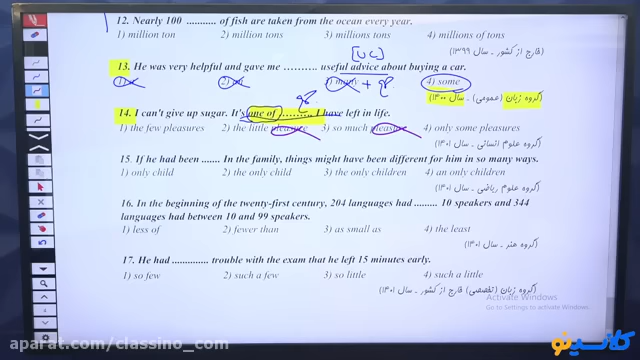 12. Nearly 100 ........... of fish are taken from the ocean every year.
1) million ton 2) million tons 3) millions tons 4) millions of tons
(خارج از کشور ـ سال ۱۳۹۹)
[UC]
13. He was very helpful and gave me .......... useful advice about buying a car.
3) many + 4) some
(گروه زبان (عمومی) ـ سال ۱۴۰۰)
14. I can't give up sugar. It's one of ......... I have left in life.
1) the few pleasures 2) the little pleasure 3) so much pleasure 4) only some pleasures
(گروه علوم انسانی ـ سال ۱۴۰۱)
15. If he had been ....... In the family, things might have been different for him in so many ways.
1) only child 2) the only child 3) the only children 4) an only children
(گروه علوم ریاضی ـ سال ۱۴۰۱)
16. In the beginning of the twenty-first century, 204 languages had ......... 10 speakers and 344
languages had between 10 and 99 speakers.
1) less of 2) fewer than 3) as small as 4) the least
(گروه هنر ـ سال ۱۴۰۱)
17. He had ............. trouble with the exam that he left 15 minutes early.
1) so few 2) such a few 3) so little 4) such a little
(گروه زبان (تخصصی) خارج از کشور ـ سال ۱۴۰۱)
Activate Windows
Go to Settings to activate Windows.
aparat.com/classino_com
کلاسینو